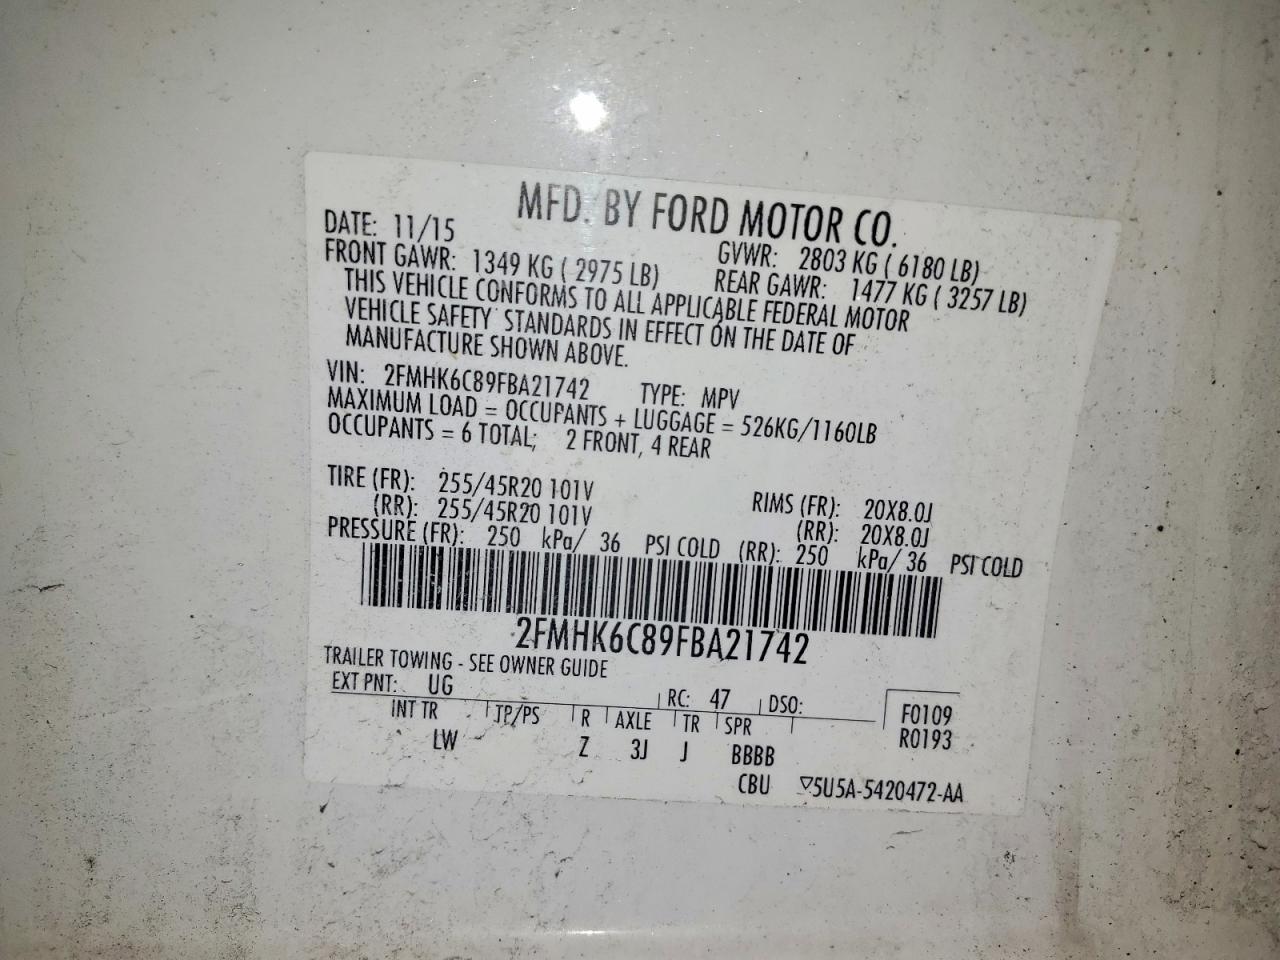 MFD. BY FORD MOTOR CO.
DATE: 11/15 GVWR: 2803 KG ( 6180 LB)
FRONT GAWR: 1349 KG ( 2975 LB) REAR GAWR: 1477 KG ( 3257 LB)
THIS VEHICLE CONFORMS TO ALL APPLICABLE FEDERAL MOTOR
VEHICLE SAFETY STANDARDS IN EFFECT ON THE DATE OF
MANUFACTURE SHOWN ABOVE.
VIN: 2FMHK6C89FBA21742 TYPE: MPV
MAXIMUM LOAD = OCCUPANTS + LUGGAGE = 526KG/1160LB
OCCUPANTS = 6 TOTAL; 2 FRONT, 4 REAR
TIRE (FR): 255/45R20 101V RIMS (FR): 20X8.0J
(RR): 255/45R20 101V (RR): 20X8.0J
PRESSURE (FR): 250 kPa/ 36 PSI COLD (RR): 250 kPa/ 36 PSI COLD
2FMHK6C89FBA21742
TRAILER TOWING - SEE OWNER GUIDE
EXT PNT: UG RC: 47 DSO:
INT TR TP/PS R AXLE TR SPR F0109
LW Z 3J J BBBB R0193
CBU ▽5U5A-5420472-AA